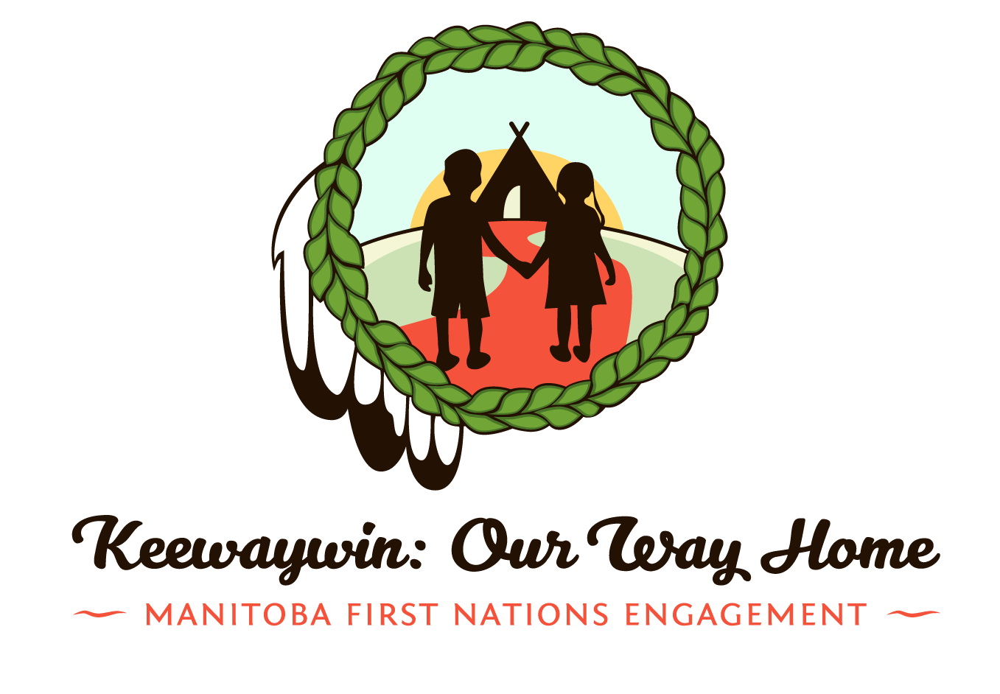 Keewaywin: Our Way Home
MANITOBA FIRST NATIONS ENGAGEMENT